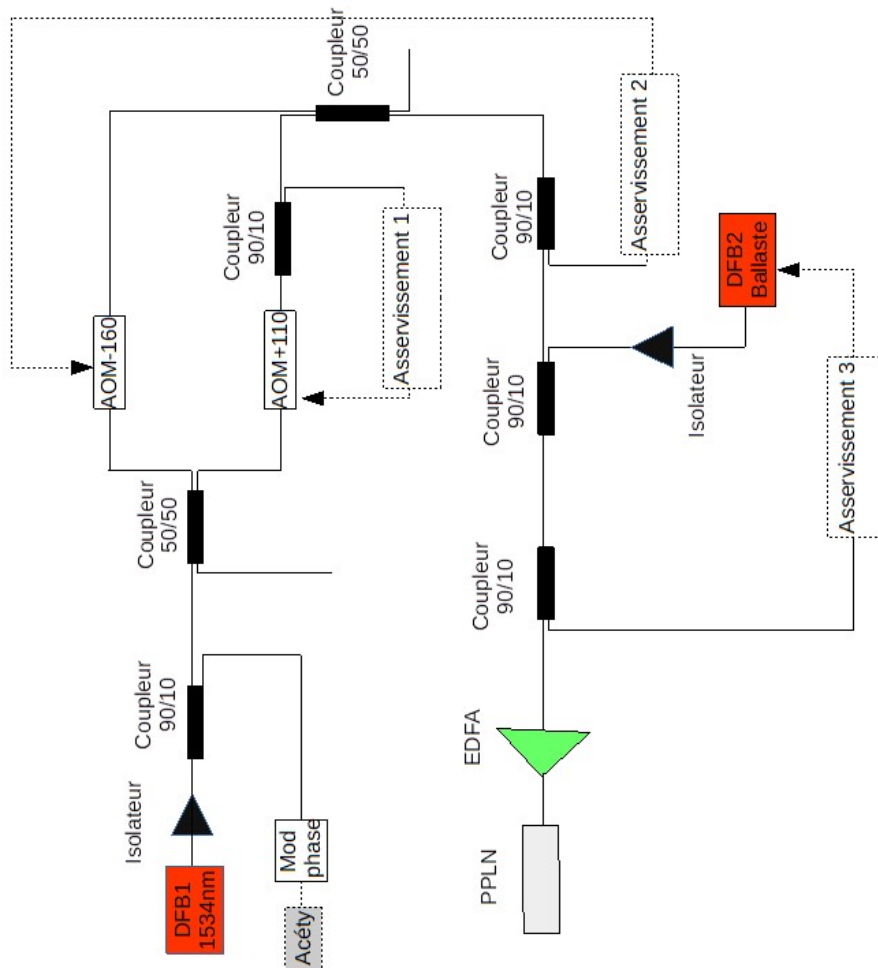 DFB1
1534nm
Isolateur
Acéty
Mod
phase
Coupleur
90/10
Coupleur
50/50
AOM-160
AOM+110
Coupleur
90/10
Asservissement 1
Coupleur
50/50
Asservissement 2
Coupleur
90/10
DFB2
Ballaste
Isolateur
Coupleur
90/10
Asservissement 3
Coupleur
90/10
EDFA
PPLN